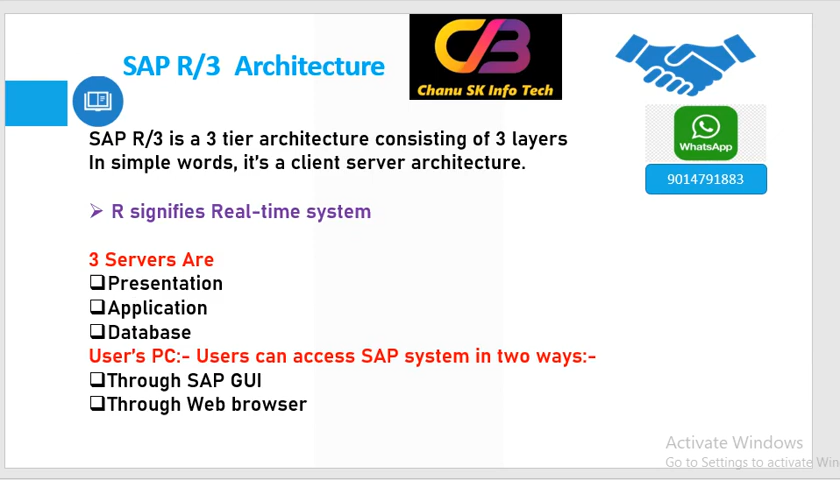 SAP R/3 Architecture
Chanu SK Info Tech
WhatsApp
9014791883
SAP R/3 is a 3 tier architecture consisting of 3 layers
In simple words, it's a client server architecture.
➢ R signifies Real-time system
3 Servers Are
❑Presentation
❑Application
❑Database
User's PC:- Users can access SAP system in two ways:-
❑Through SAP GUI
❑Through Web browser
Activate Windows
Go to Settings to activate Win